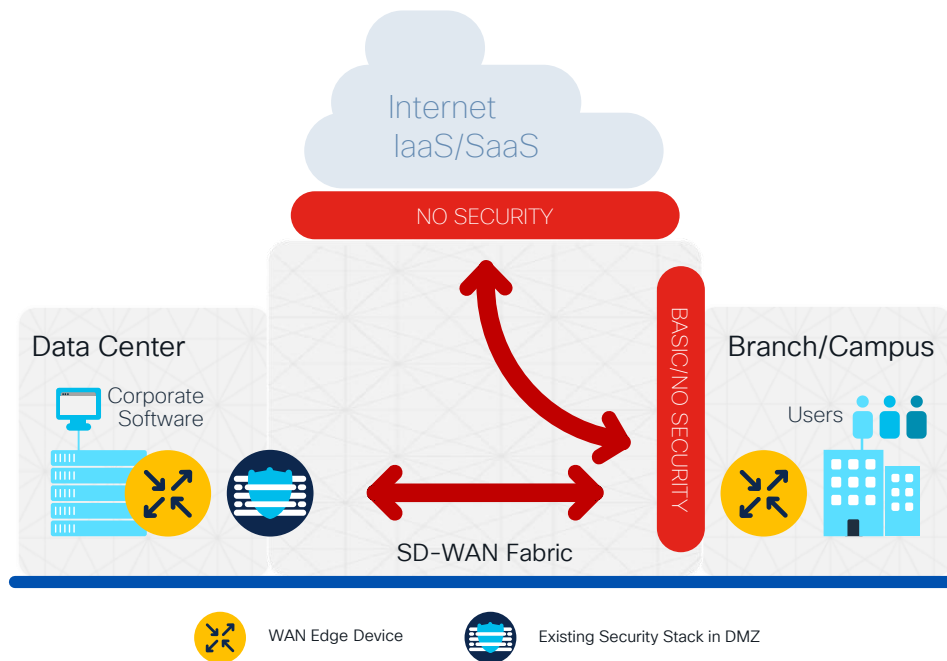 Internet
IaaS/SaaS
NO SECURITY
Data Center
Corporate
Software
BASIC/NO SECURITY
Branch/Campus
Users
SD-WAN Fabric
WAN Edge Device
Existing Security Stack in DMZ